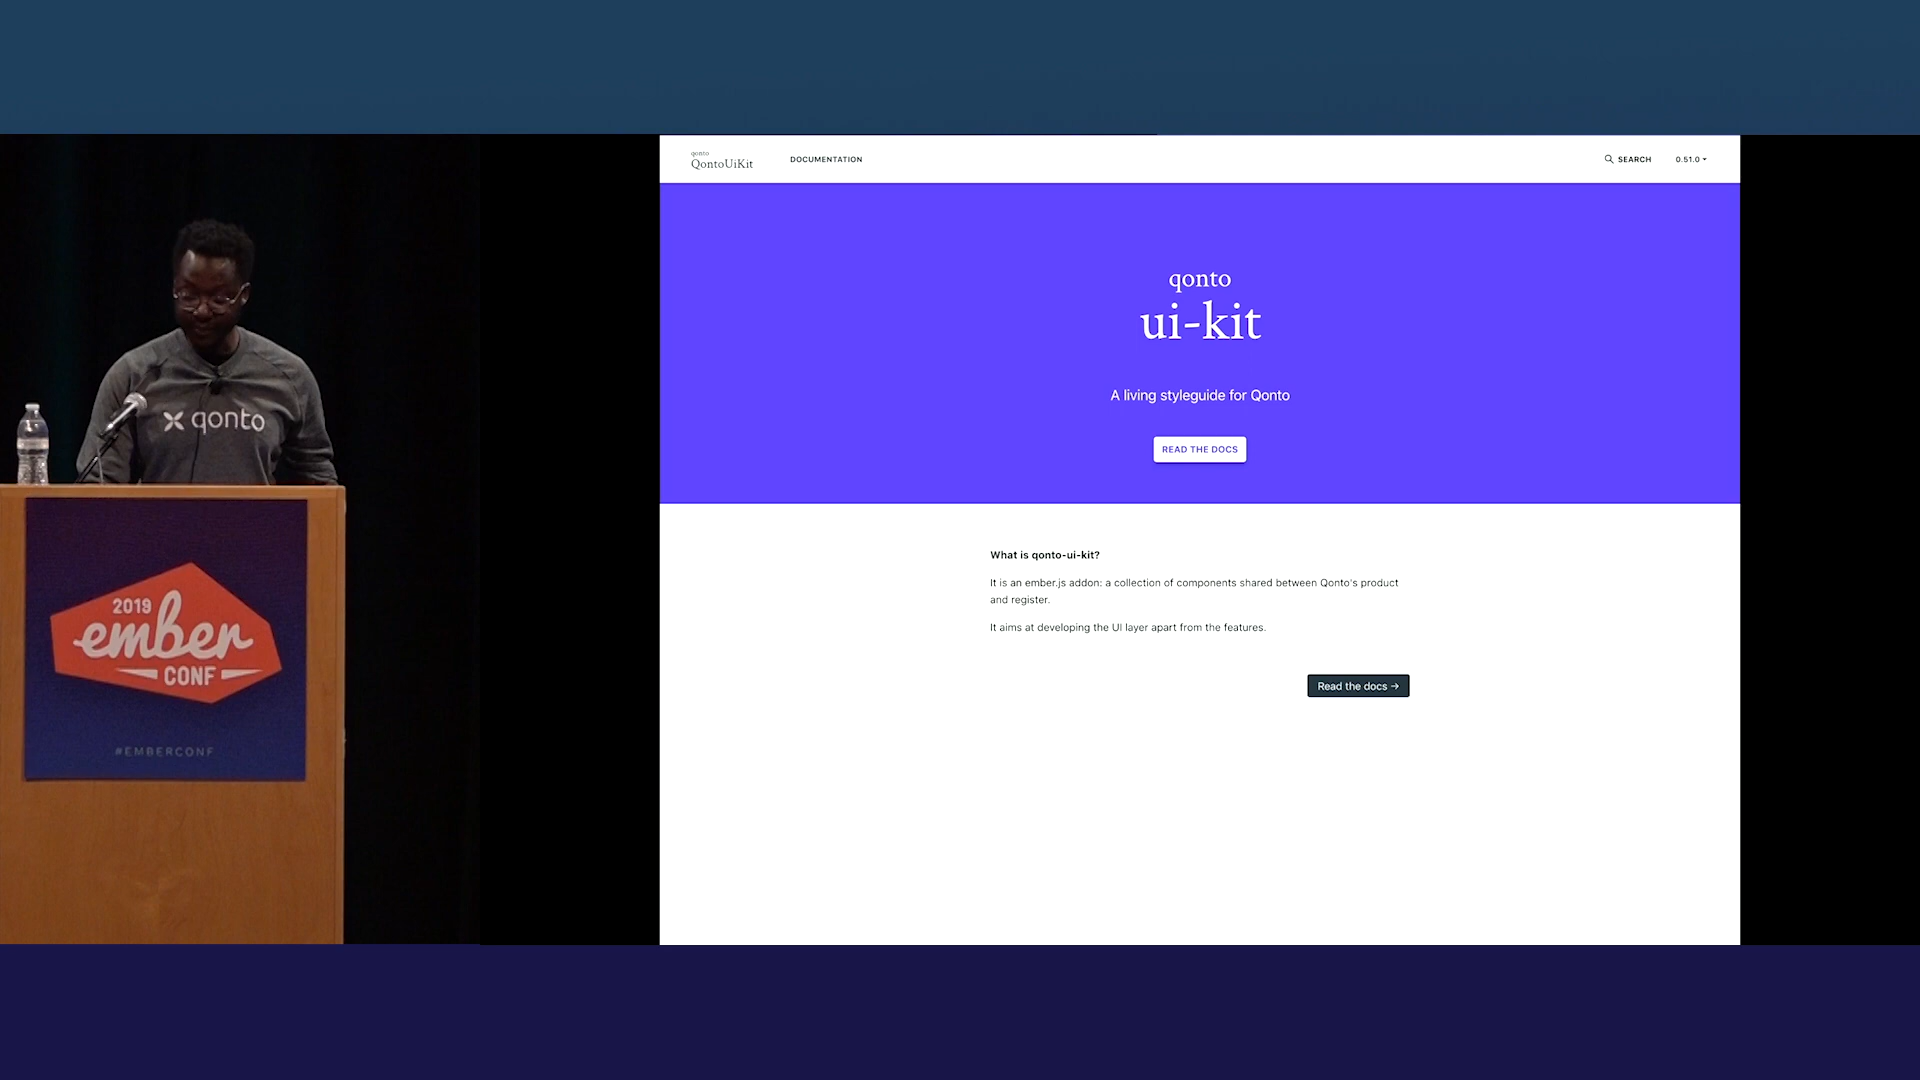 qonto
QontoUiKit
DOCUMENTATION
SEARCH
0.51.0
qonto
ui-kit
A living styleguide for Qonto
READ THE DOCS
What is qonto-ui-kit?
It is an ember.js addon: a collection of components shared between Qonto's product
and register.
It aims at developing the UI layer apart from the features.
Read the docs →
qonto
2019
ember
CONF
#EMBERCONF